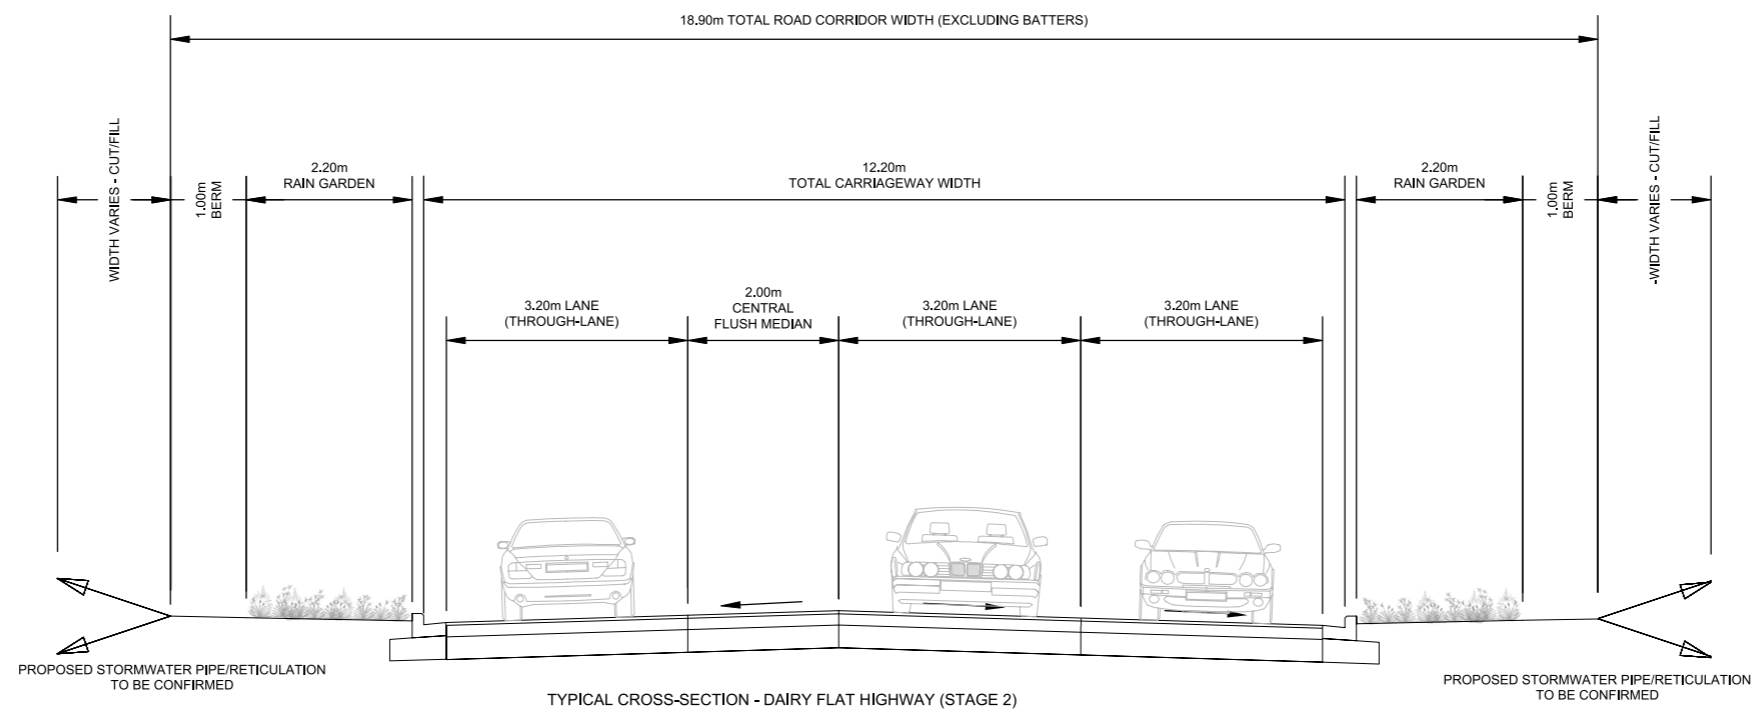 18.90m TOTAL ROAD CORRIDOR WIDTH (EXCLUDING BATTERS)
WIDTH VARIES - CUT/FILL
1.00m
BERM
2.20m
RAIN GARDEN
12.20m
TOTAL CARRIAGEWAY WIDTH
2.20m
RAIN GARDEN
1.00m
BERM
-WIDTH VARIES - CUT/FILL
3.20m LANE
(THROUGH-LANE)
2.00m
CENTRAL
FLUSH MEDIAN
3.20m LANE
(THROUGH-LANE)
3.20m LANE
(THROUGH-LANE)
PROPOSED STORMWATER PIPE/RETICULATION
TO BE CONFIRMED
PROPOSED STORMWATER PIPE/RETICULATION
TO BE CONFIRMED
TYPICAL CROSS-SECTION - DAIRY FLAT HIGHWAY (STAGE 2)